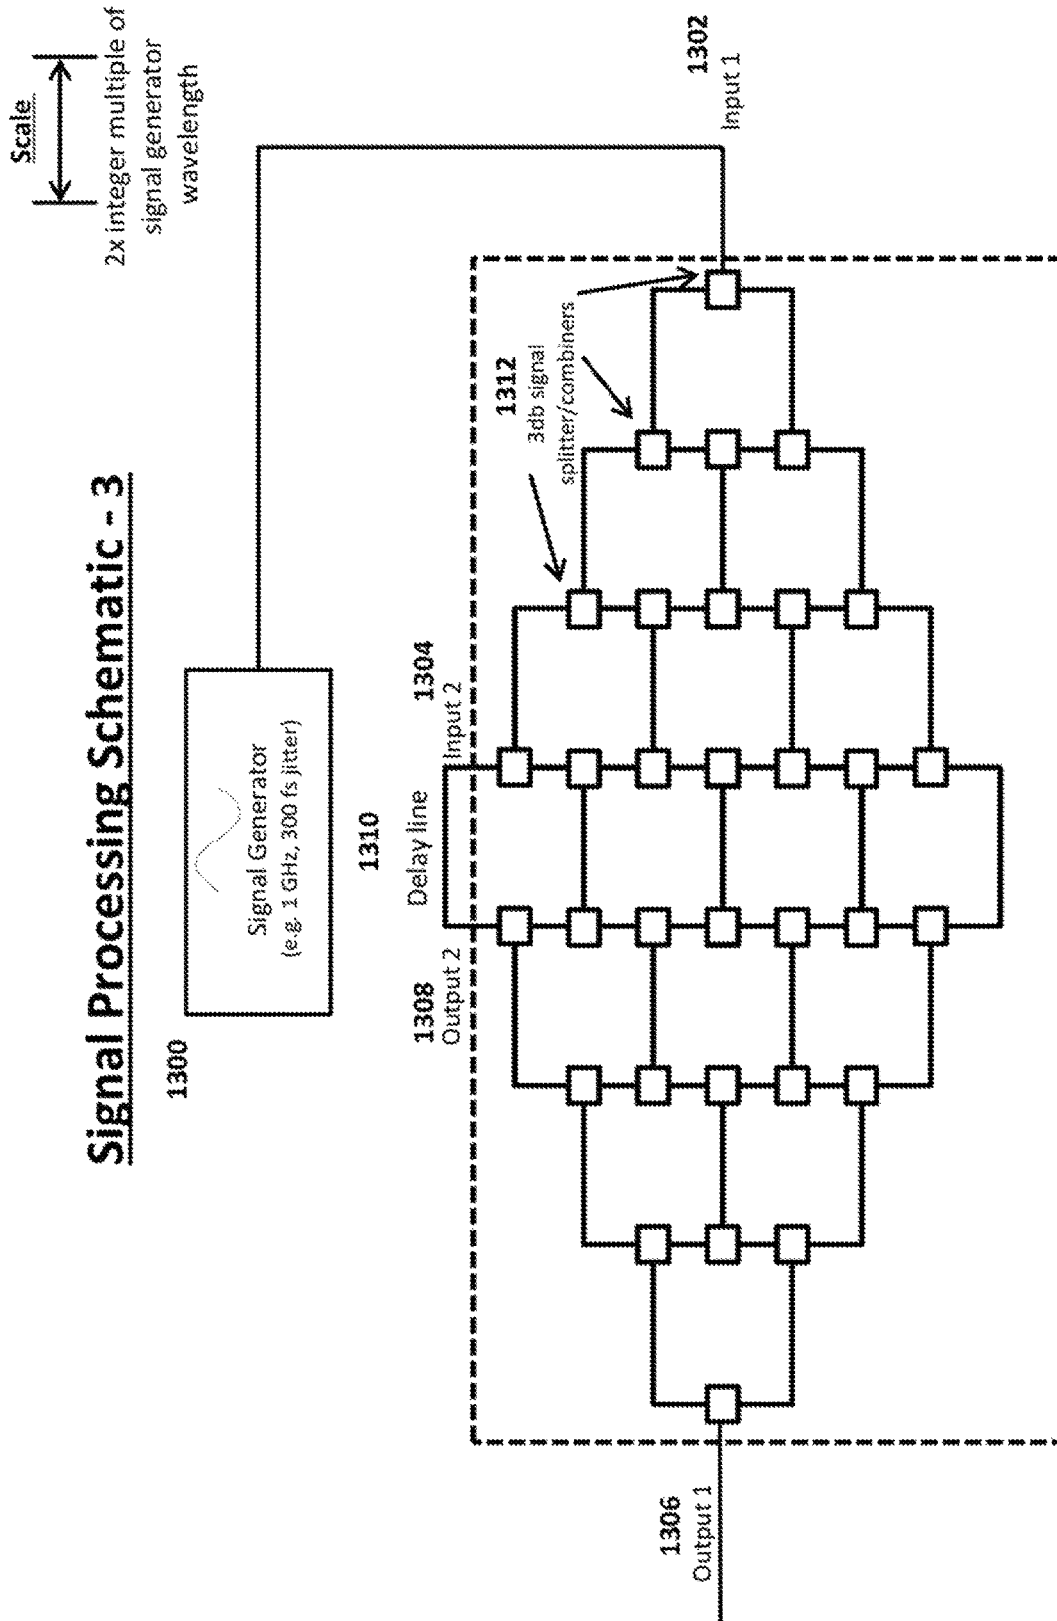 Signal Processing Schematic - 3
Scale
2x integer multiple of
signal generator
wavelength
1300
Signal Generator
(e.g. 1 GHz, 300 fs jitter)
1310
Delay line
1308
Output 2
1304
Input 2
1312
3db signal
splitter/combiners
1306
Output 1
1302
Input 1